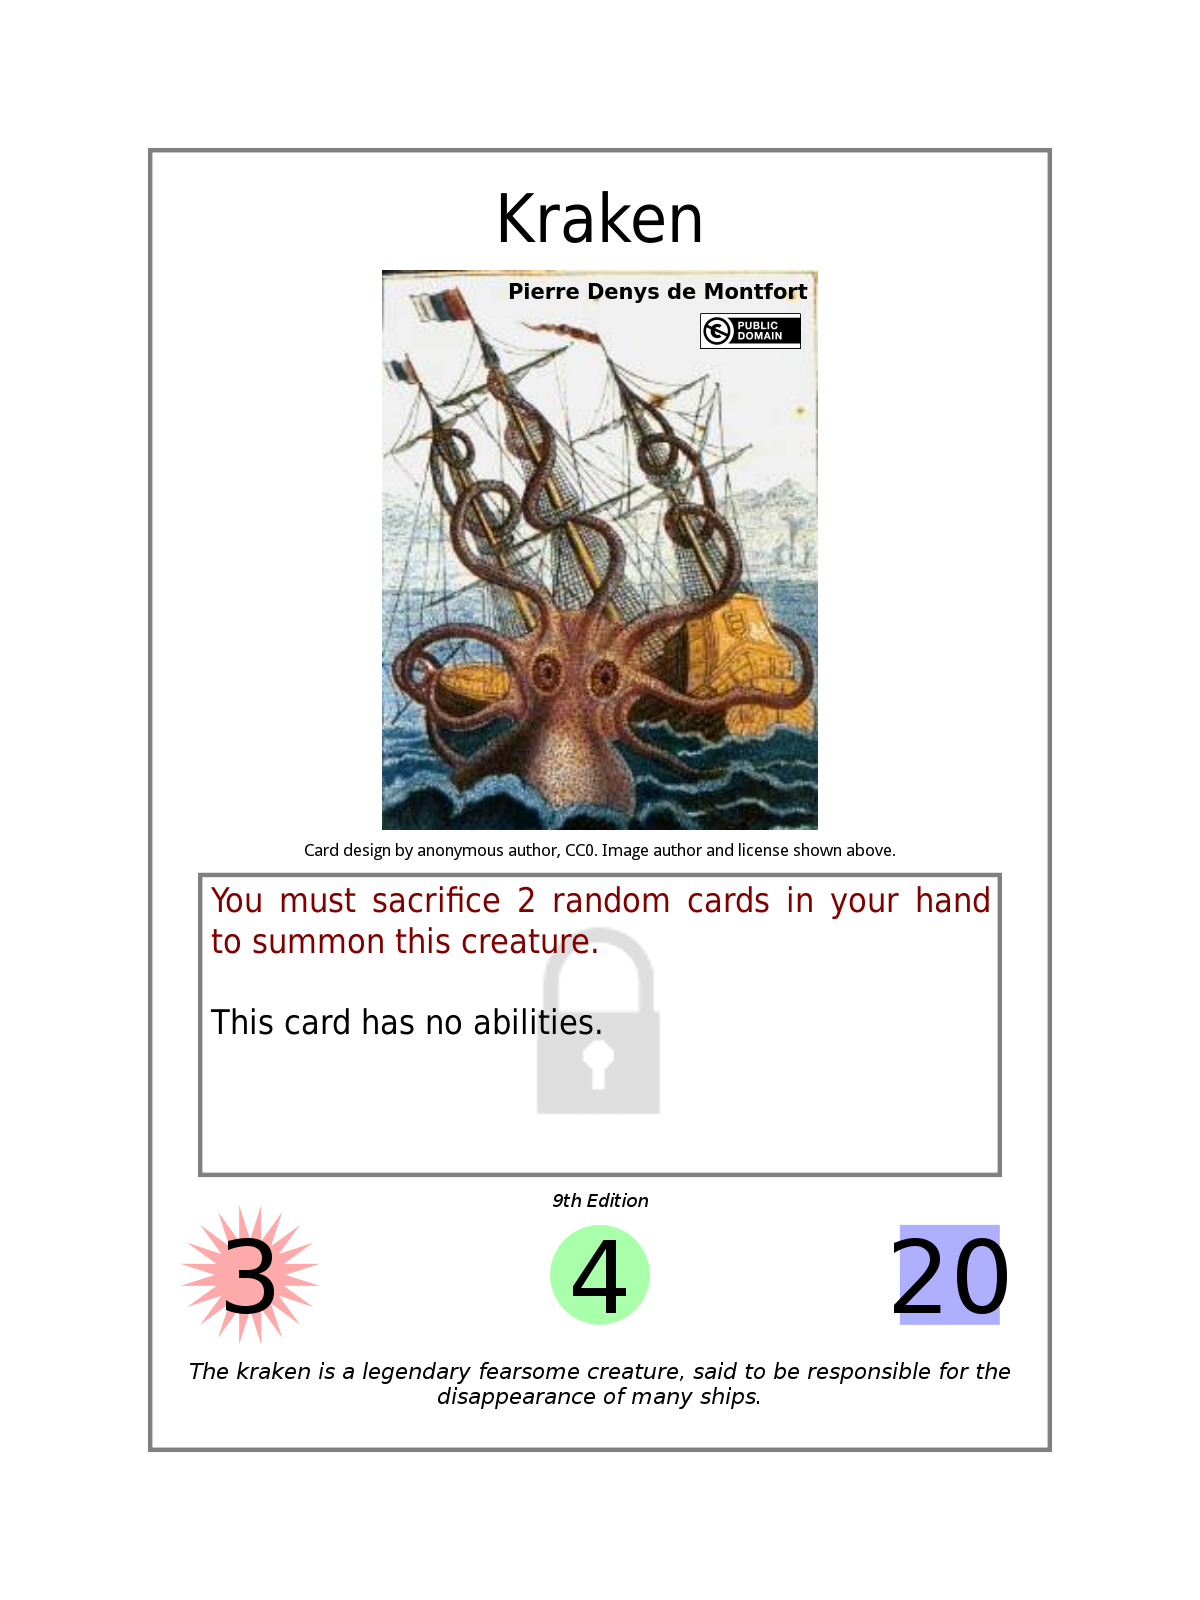 Kraken
Pierre Denys de Montfort
PUBLIC
DOMAIN
Card design by anonymous author, CC0. Image author and license shown above.
You must sacrifice 2 random cards in your hand
to summon this creature.
This card has no abilities.
9th Edition
3 4 20
The kraken is a legendary fearsome creature, said to be responsible for the
disappearance of many ships.